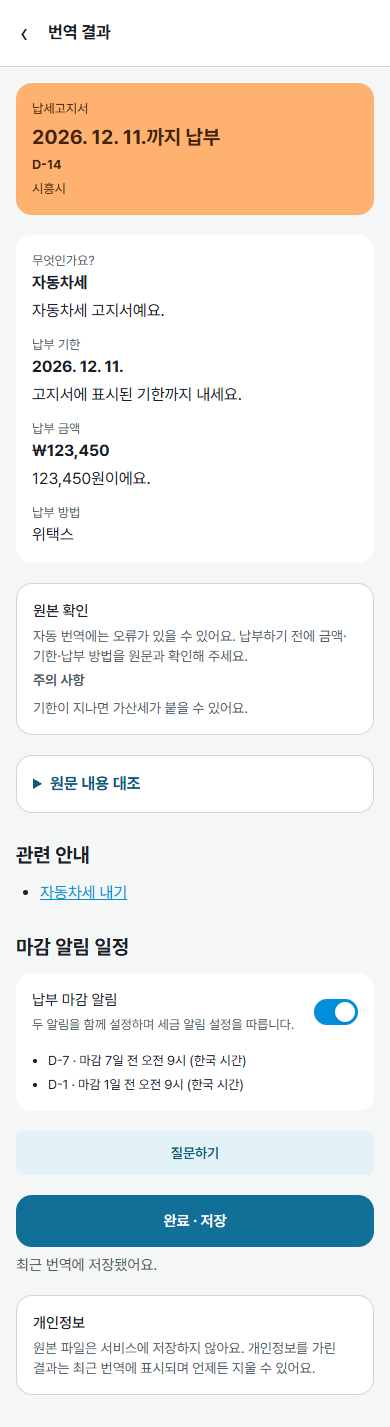 번역 결과
납세고지서
2026. 12. 11.까지 납부
D-14
시흥시
무엇인가요?
자동차세
자동차세 고지서예요.
납부 기한
2026. 12. 11.
고지서에 표시된 기한까지 내세요.
납부 금액
₩123,450
123,450원이에요.
납부 방법
위택스
원본 확인
자동 번역에는 오류가 있을 수 있어요. 납부하기 전에 금액·
기한·납부 방법을 원문과 확인해 주세요.
주의 사항
기한이 지나면 가산세가 붙을 수 있어요.
원문 내용 대조
관련 안내
자동차세 내기
마감 알림 일정
납부 마감 알림
두 알림을 함께 설정하며 세금 알림 설정을 따릅니다.
D-7 · 마감 7일 전 오전 9시 (한국 시간)
D-1 · 마감 1일 전 오전 9시 (한국 시간)
질문하기
완료 · 저장
최근 번역에 저장됐어요.
개인정보
원본 파일은 서비스에 저장하지 않아요. 개인정보를 가린
결과는 최근 번역에 표시되며 언제든 지울 수 있어요.